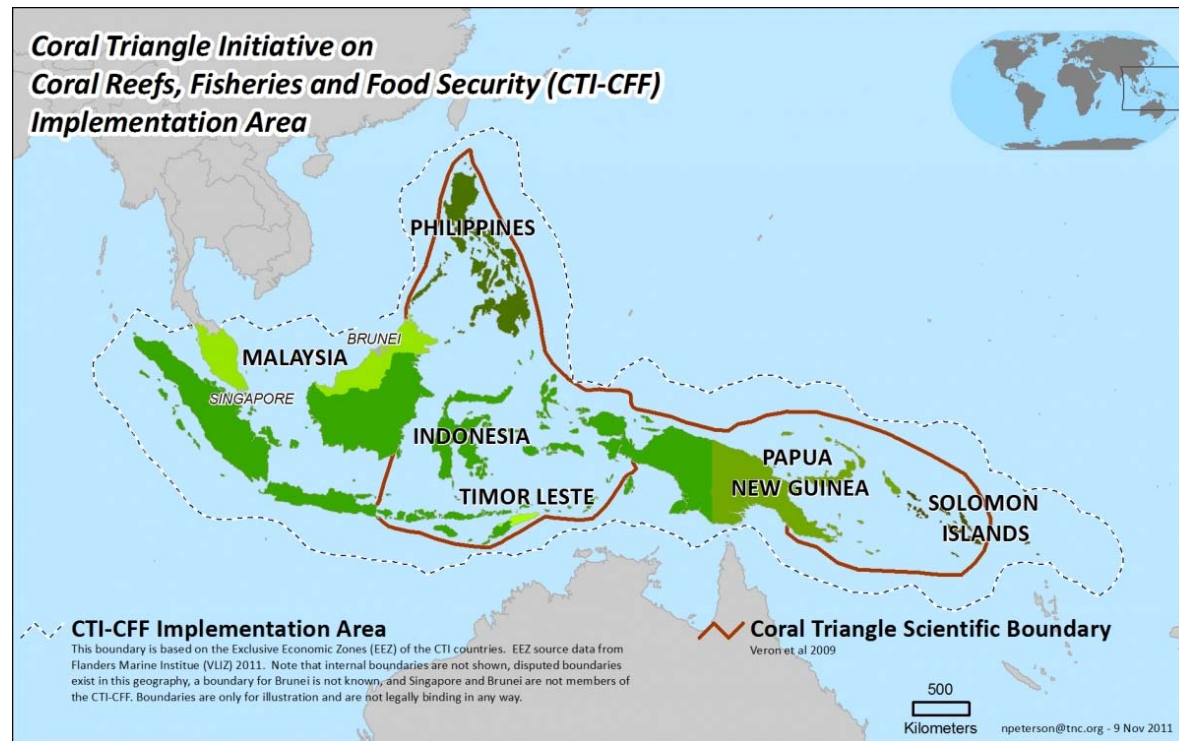 Coral Triangle Initiative on
Coral Reefs, Fisheries and Food Security (CTI-CFF)
Implementation Area
PHILIPPINES
BRUNEI
MALAYSIA
SINGAPORE
INDONESIA
PAPUA
NEW GUINEA
TIMOR LESTE
SOLOMON
ISLANDS
CTI-CFF Implementation Area
This boundary is based on the Exclusive Economic Zones (EEZ) of the CTI countries. EEZ source data from
Flanders Marine Institue (VLIZ) 2011. Note that internal boundaries are not shown, disputed boundaries
exist in this geography, a boundary for Brunei is not known, and Singapore and Brunei are not members of
the CTI-CFF. Boundaries are only for illustration and are not legally binding in any way.
Coral Triangle Scientific Boundary
Veron et al 2009
500
Kilometers
npeterson@tnc.org - 9 Nov 2011